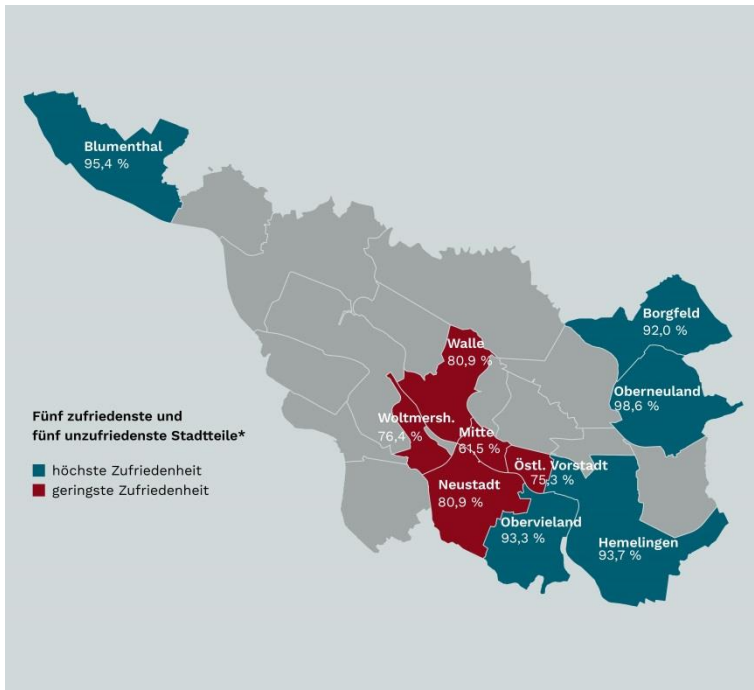 Blumenthal
95,4 %
Borgfeld
92,0 %
Walle
80,9 %
Oberneuland
98,6 %
Fünf zufriedenste und
fünf unzufriedenste Stadtteile*
höchste Zufriedenheit
geringste Zufriedenheit
Woltmersh.
76,4 %
Mitte
61,5 %
Östl. Vorstadt
75,3 %
Neustadt
80,9 %
Obervieland
93,3 %
Hemelingen
93,7 %